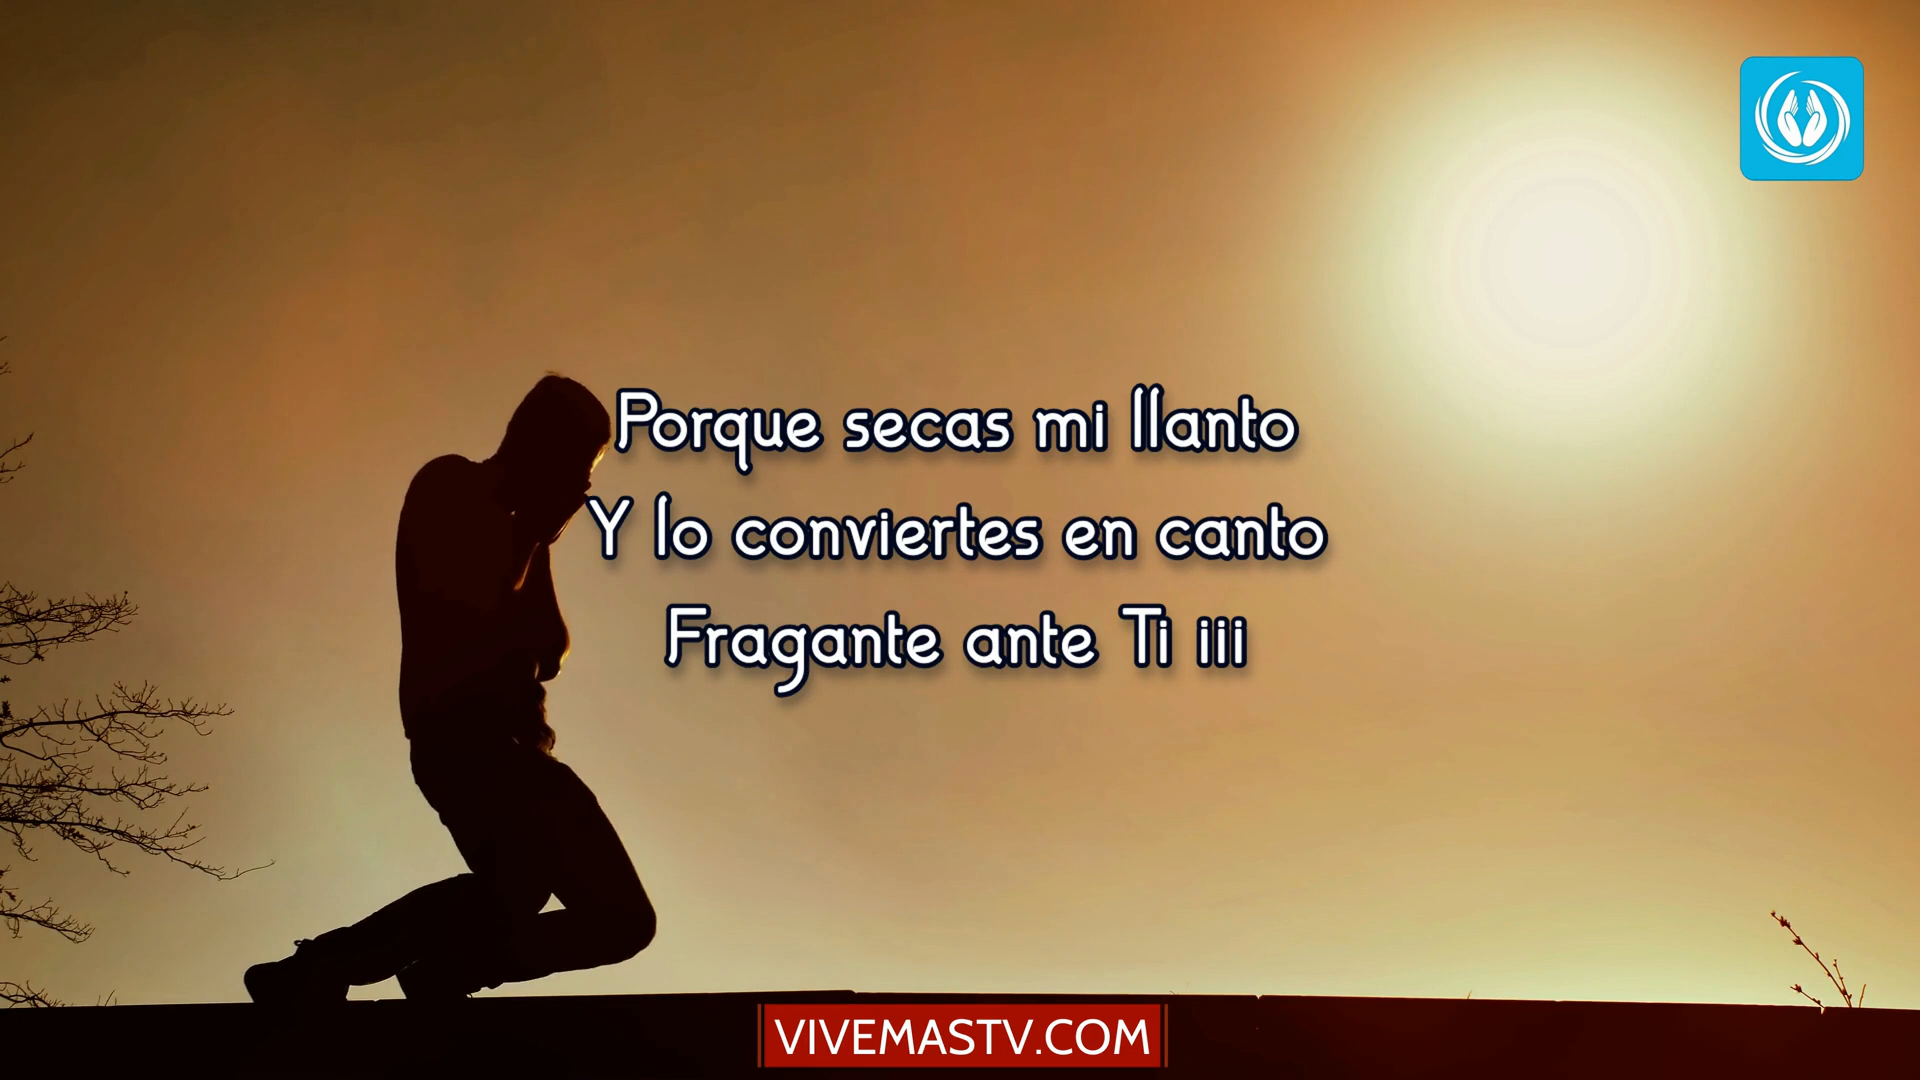 Porque secas mi llanto
Y lo conviertes en canto
Fragante ante Ti iii
VIVEMASTV.COM